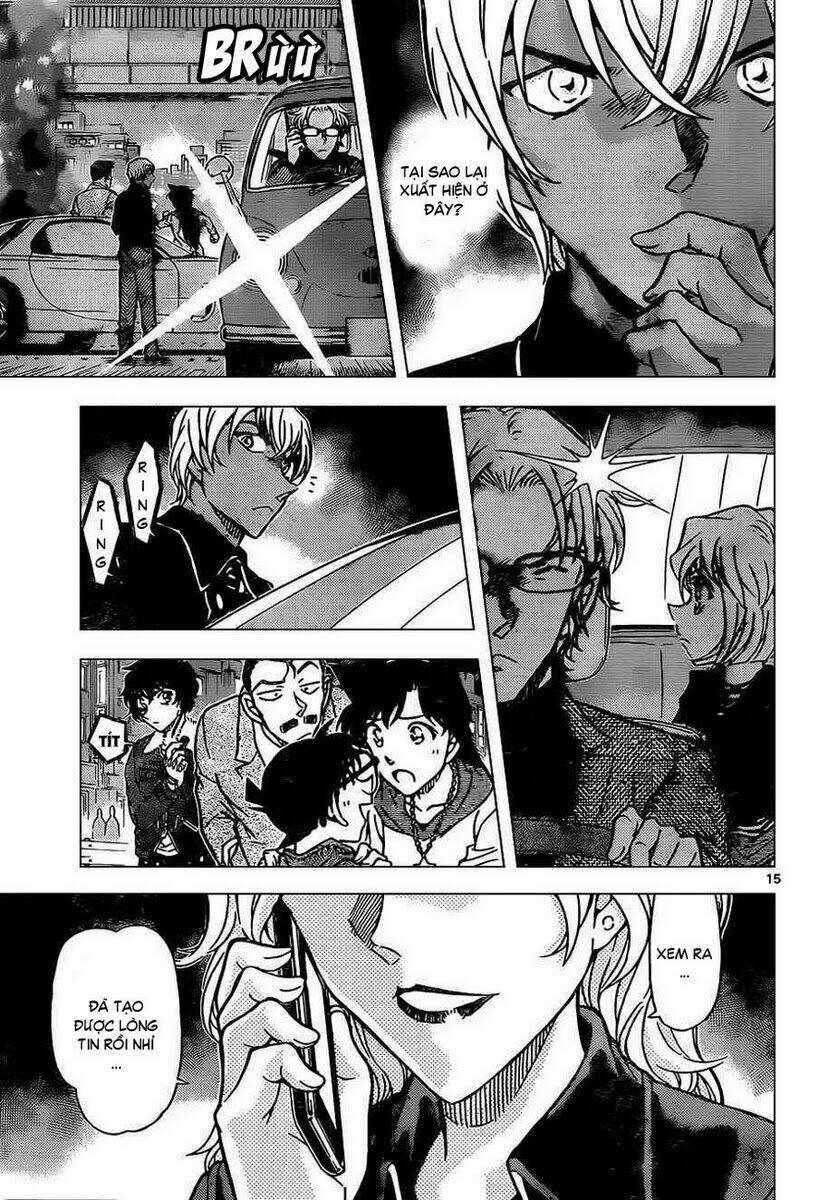 TẠI SAO LẠI
XUẤT HIỆN Ở
ĐÂY?
BRỪỪ
RING
RING
TÍT
15
XEM RA
...
ĐÃ TẠO
ĐƯỢC LÒNG
TIN RỒI NHỈ
...